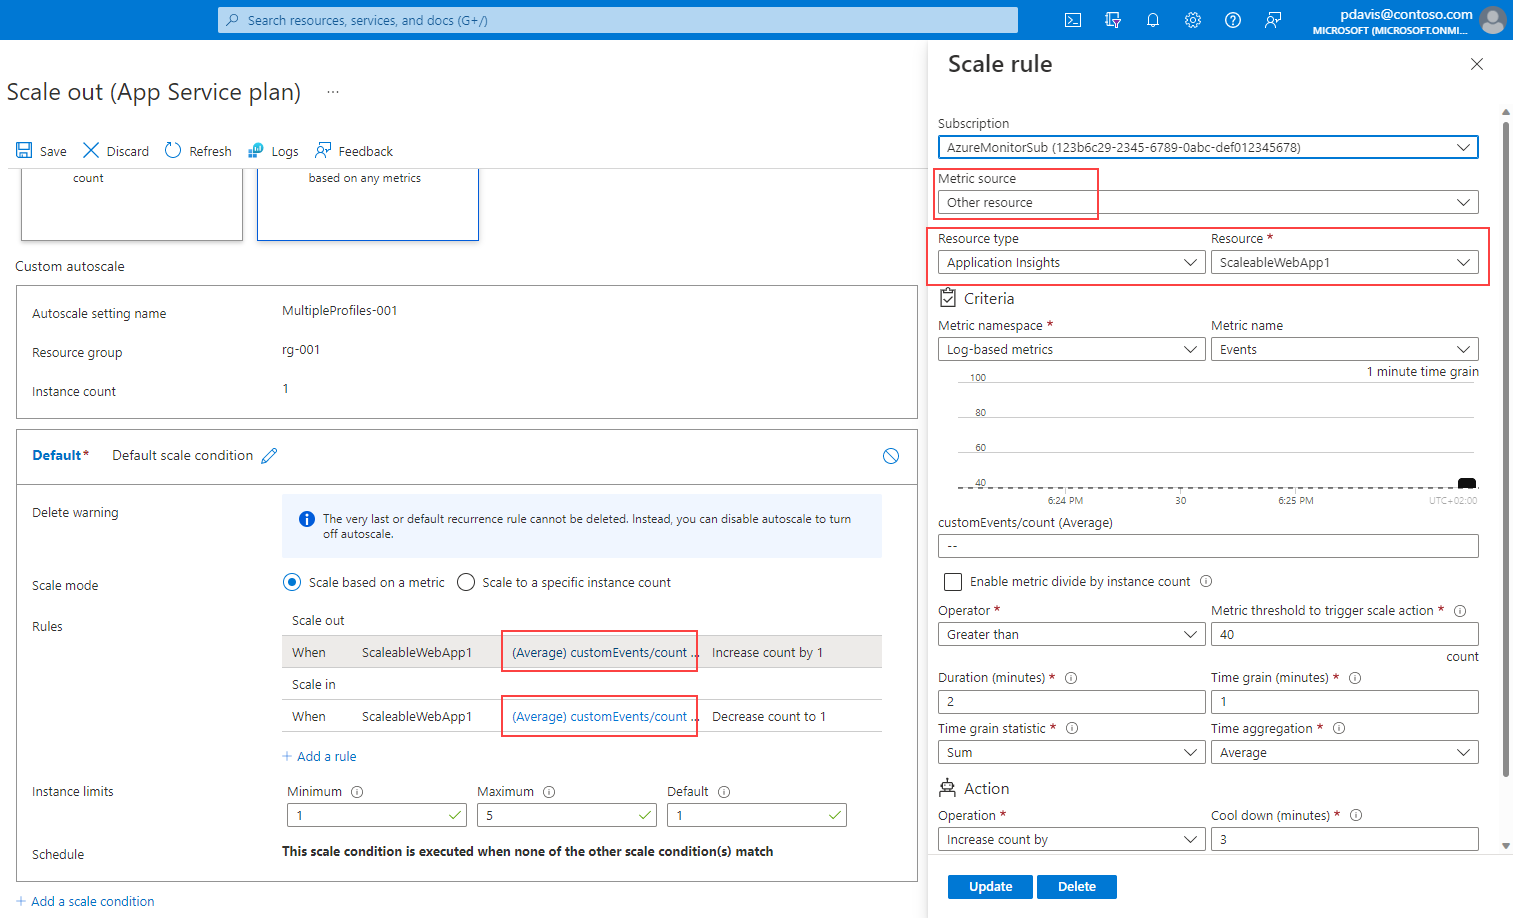 Search resources, services, and docs (G+/)
pdavis@contoso.com
MICROSOFT (MICROSOFT.ONMI...
Scale out (App Service plan) ...
Save Discard Refresh Logs Feedback
count
based on any metrics
Custom autoscale
Autoscale setting name MultipleProfiles-001
Resource group rg-001
Instance count 1
Default* Default scale condition
Delete warning
The very last or default recurrence rule cannot be deleted. Instead, you can disable autoscale to turn
off autoscale.
Scale mode Scale based on a metric Scale to a specific instance count
Rules
Scale out
When ScaleableWebApp1 (Average) customEvents/count ... Increase count by 1
Scale in
When ScaleableWebApp1 (Average) customEvents/count ... Decrease count to 1
+ Add a rule
Instance limits
Minimum Maximum Default
1 5 1
Schedule This scale condition is executed when none of the other scale condition(s) match
+ Add a scale condition
Scale rule
Subscription
AzureMonitorSub (123b6c29-2345-6789-0abc-def012345678)
Metric source
Other resource
Resource type Resource *
Application Insights ScaleableWebApp1
Criteria
Metric namespace * Metric name
Log-based metrics Events
1 minute time grain
100
80
60
40
6:24 PM 30 6:25 PM UTC+02:00
customEvents/count (Average)
--
Enable metric divide by instance count
Operator * Metric threshold to trigger scale action *
Greater than 40
count
Duration (minutes) * Time grain (minutes) *
2 1
Time grain statistic * Time aggregation *
Sum Average
Action
Operation * Cool down (minutes) *
Increase count by 3
Update Delete